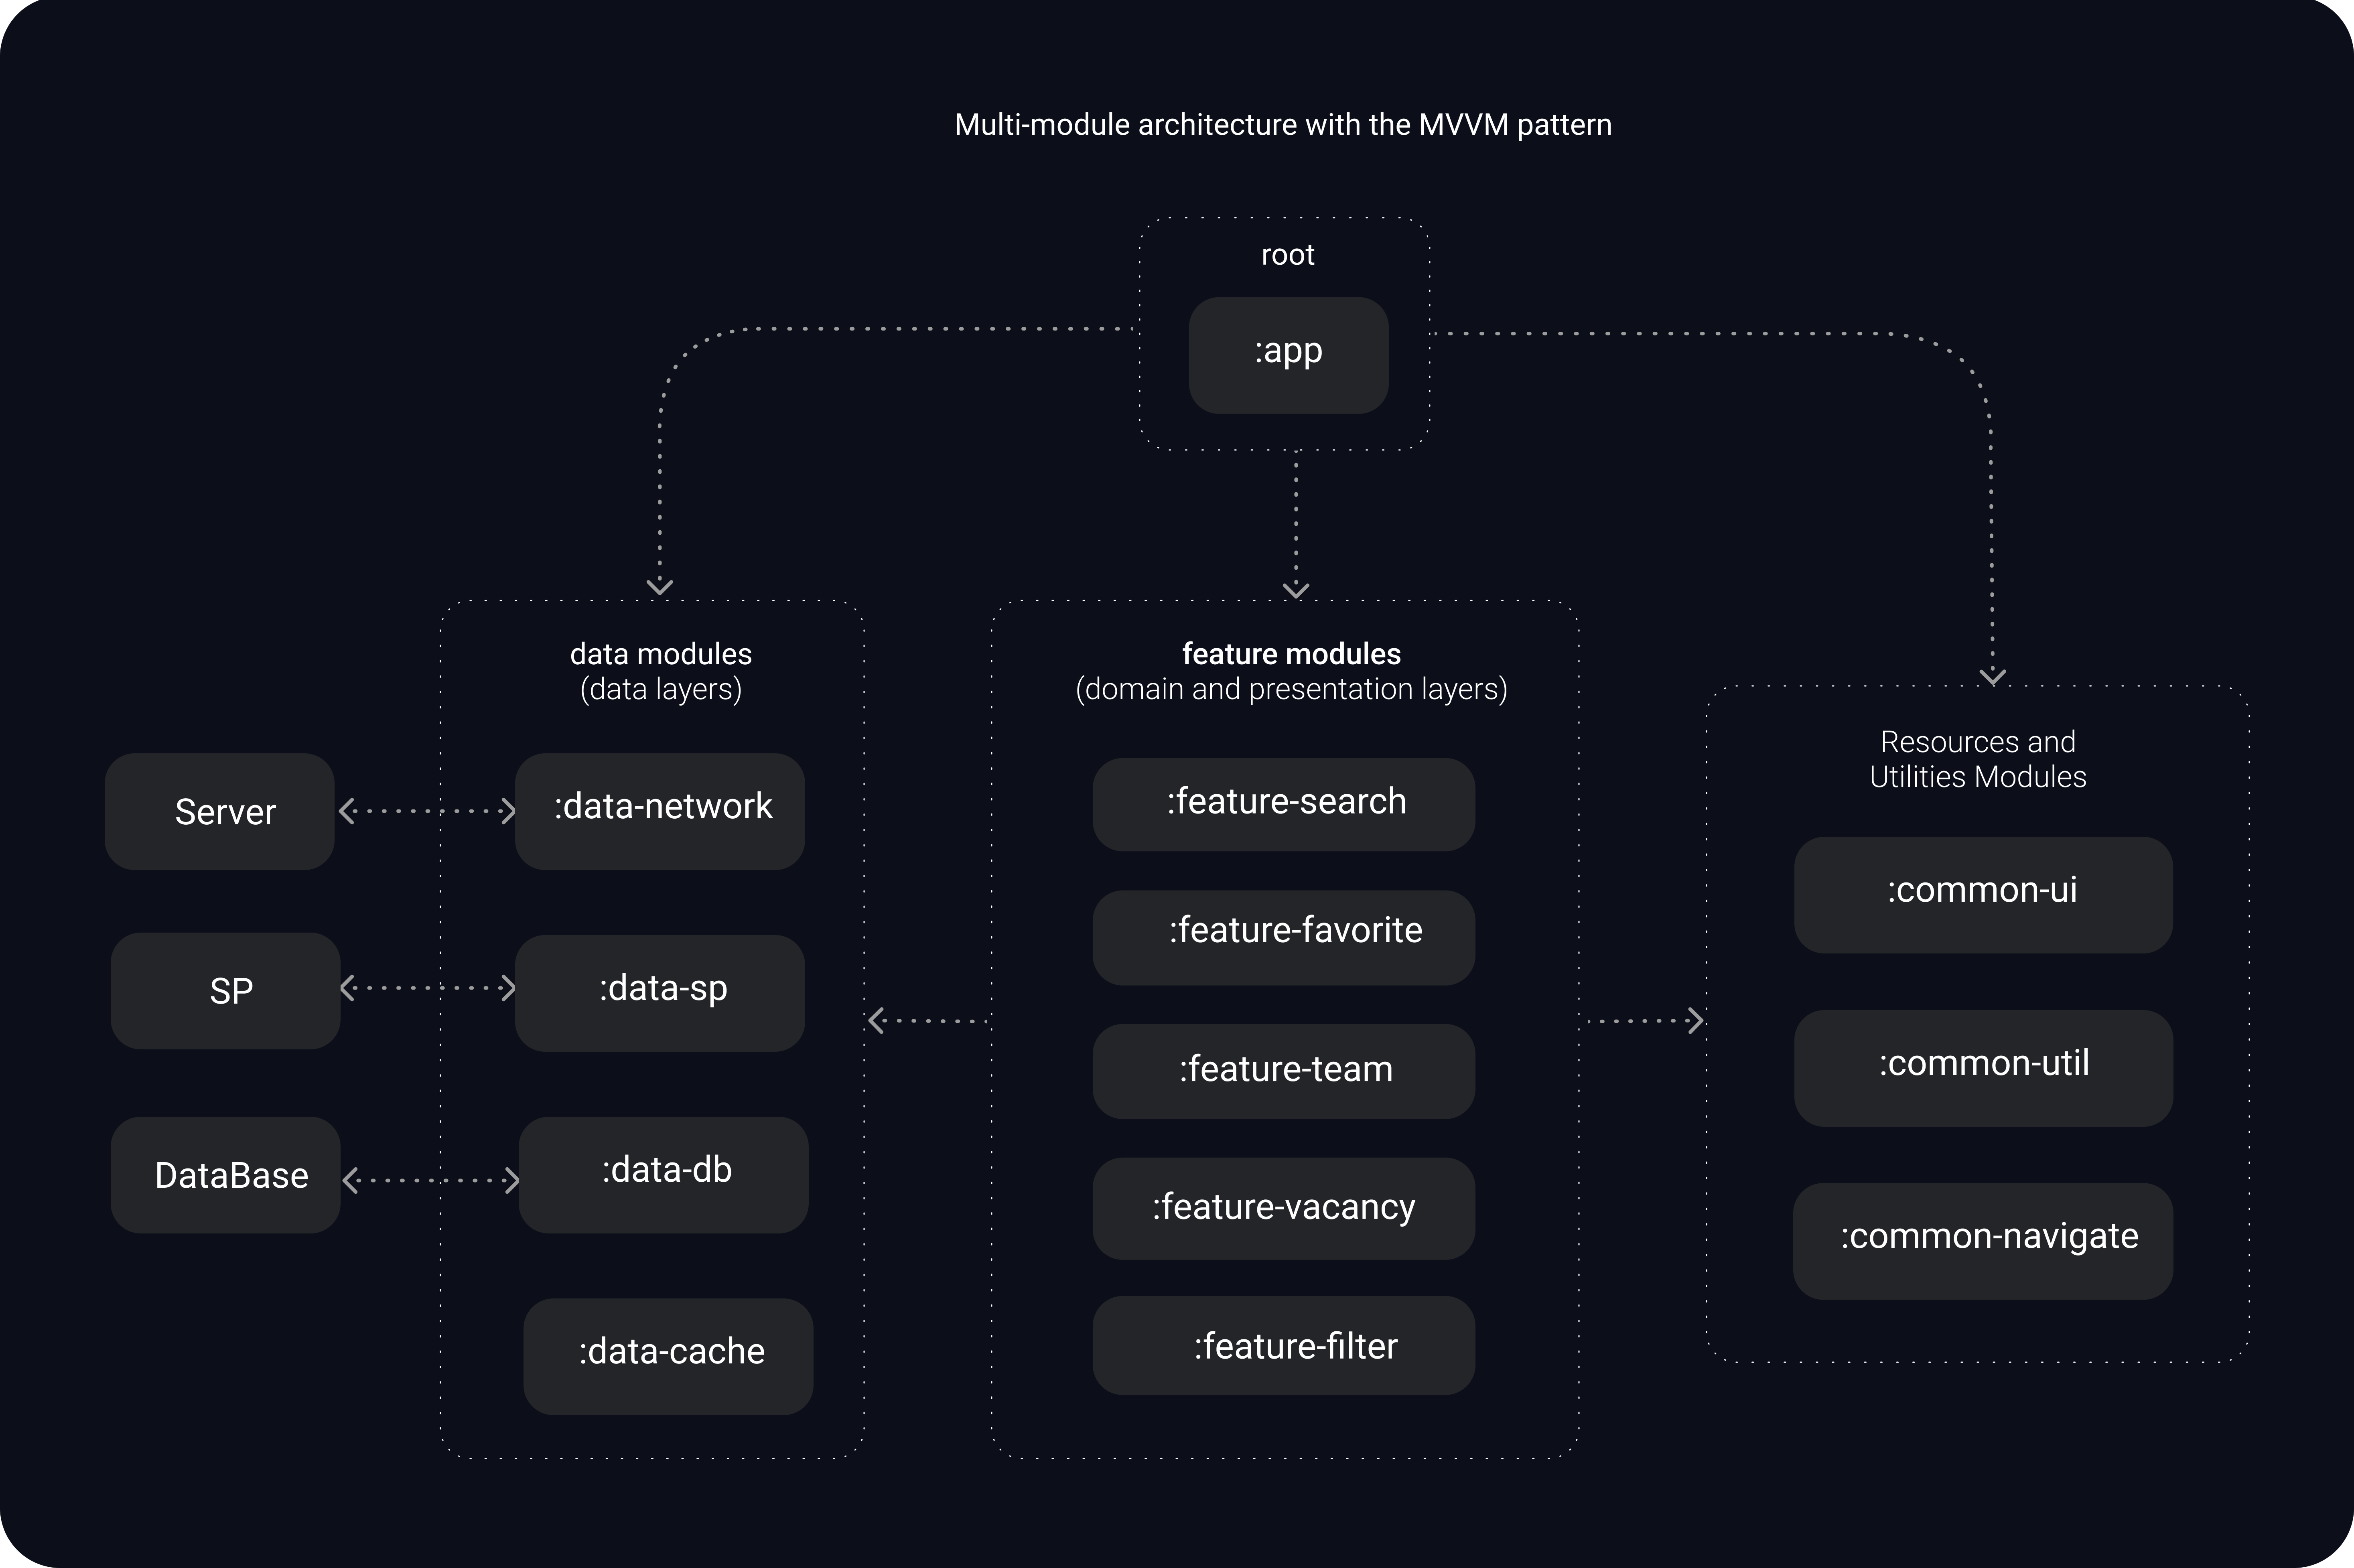 Multi-module architecture with the MVVM pattern
root
:app
data modules
(data layers)
feature modules
(domain and presentation layers)
Resources and
Utilities Modules
Server
SP
DataBase
:data-network
:data-sp
:data-db
:data-cache
:feature-search
:feature-favorite
:feature-team
:feature-vacancy
:feature-filter
:common-ui
:common-util
:common-navigate